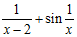 1/(x − 2) + sin 1/x